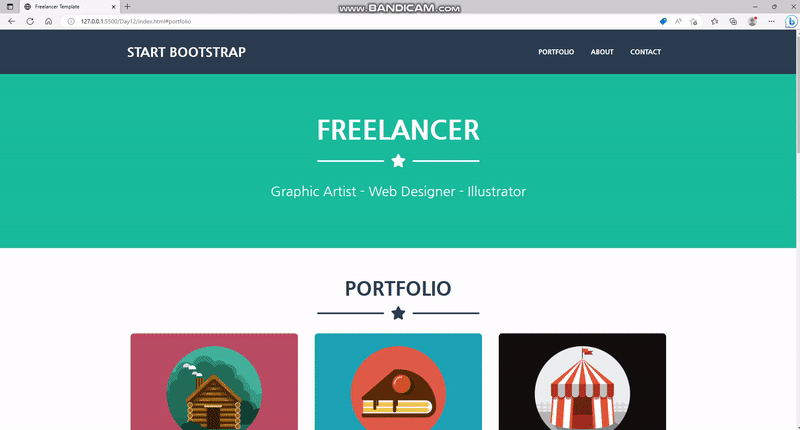 Freelancer Template
www.BANDICAM.com
127.0.0.1:5500/Day12/index.html#portfolio
START BOOTSTRAP
PORTFOLIO ABOUT CONTACT
FREELANCER
Graphic Artist - Web Designer - Illustrator
PORTFOLIO